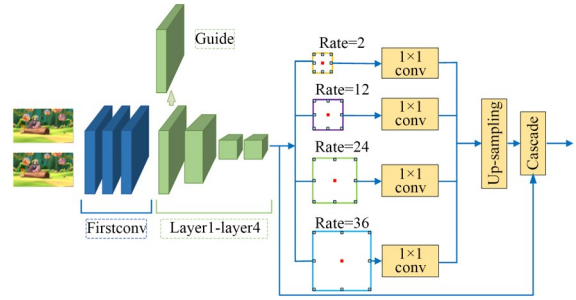 Guide
Firstconv
Layer1-layer4
Rate=2
1×1
conv
Rate=12
1×1
conv
Rate=24
1×1
conv
Rate=36
1×1
conv
Up-sampling
Cascade